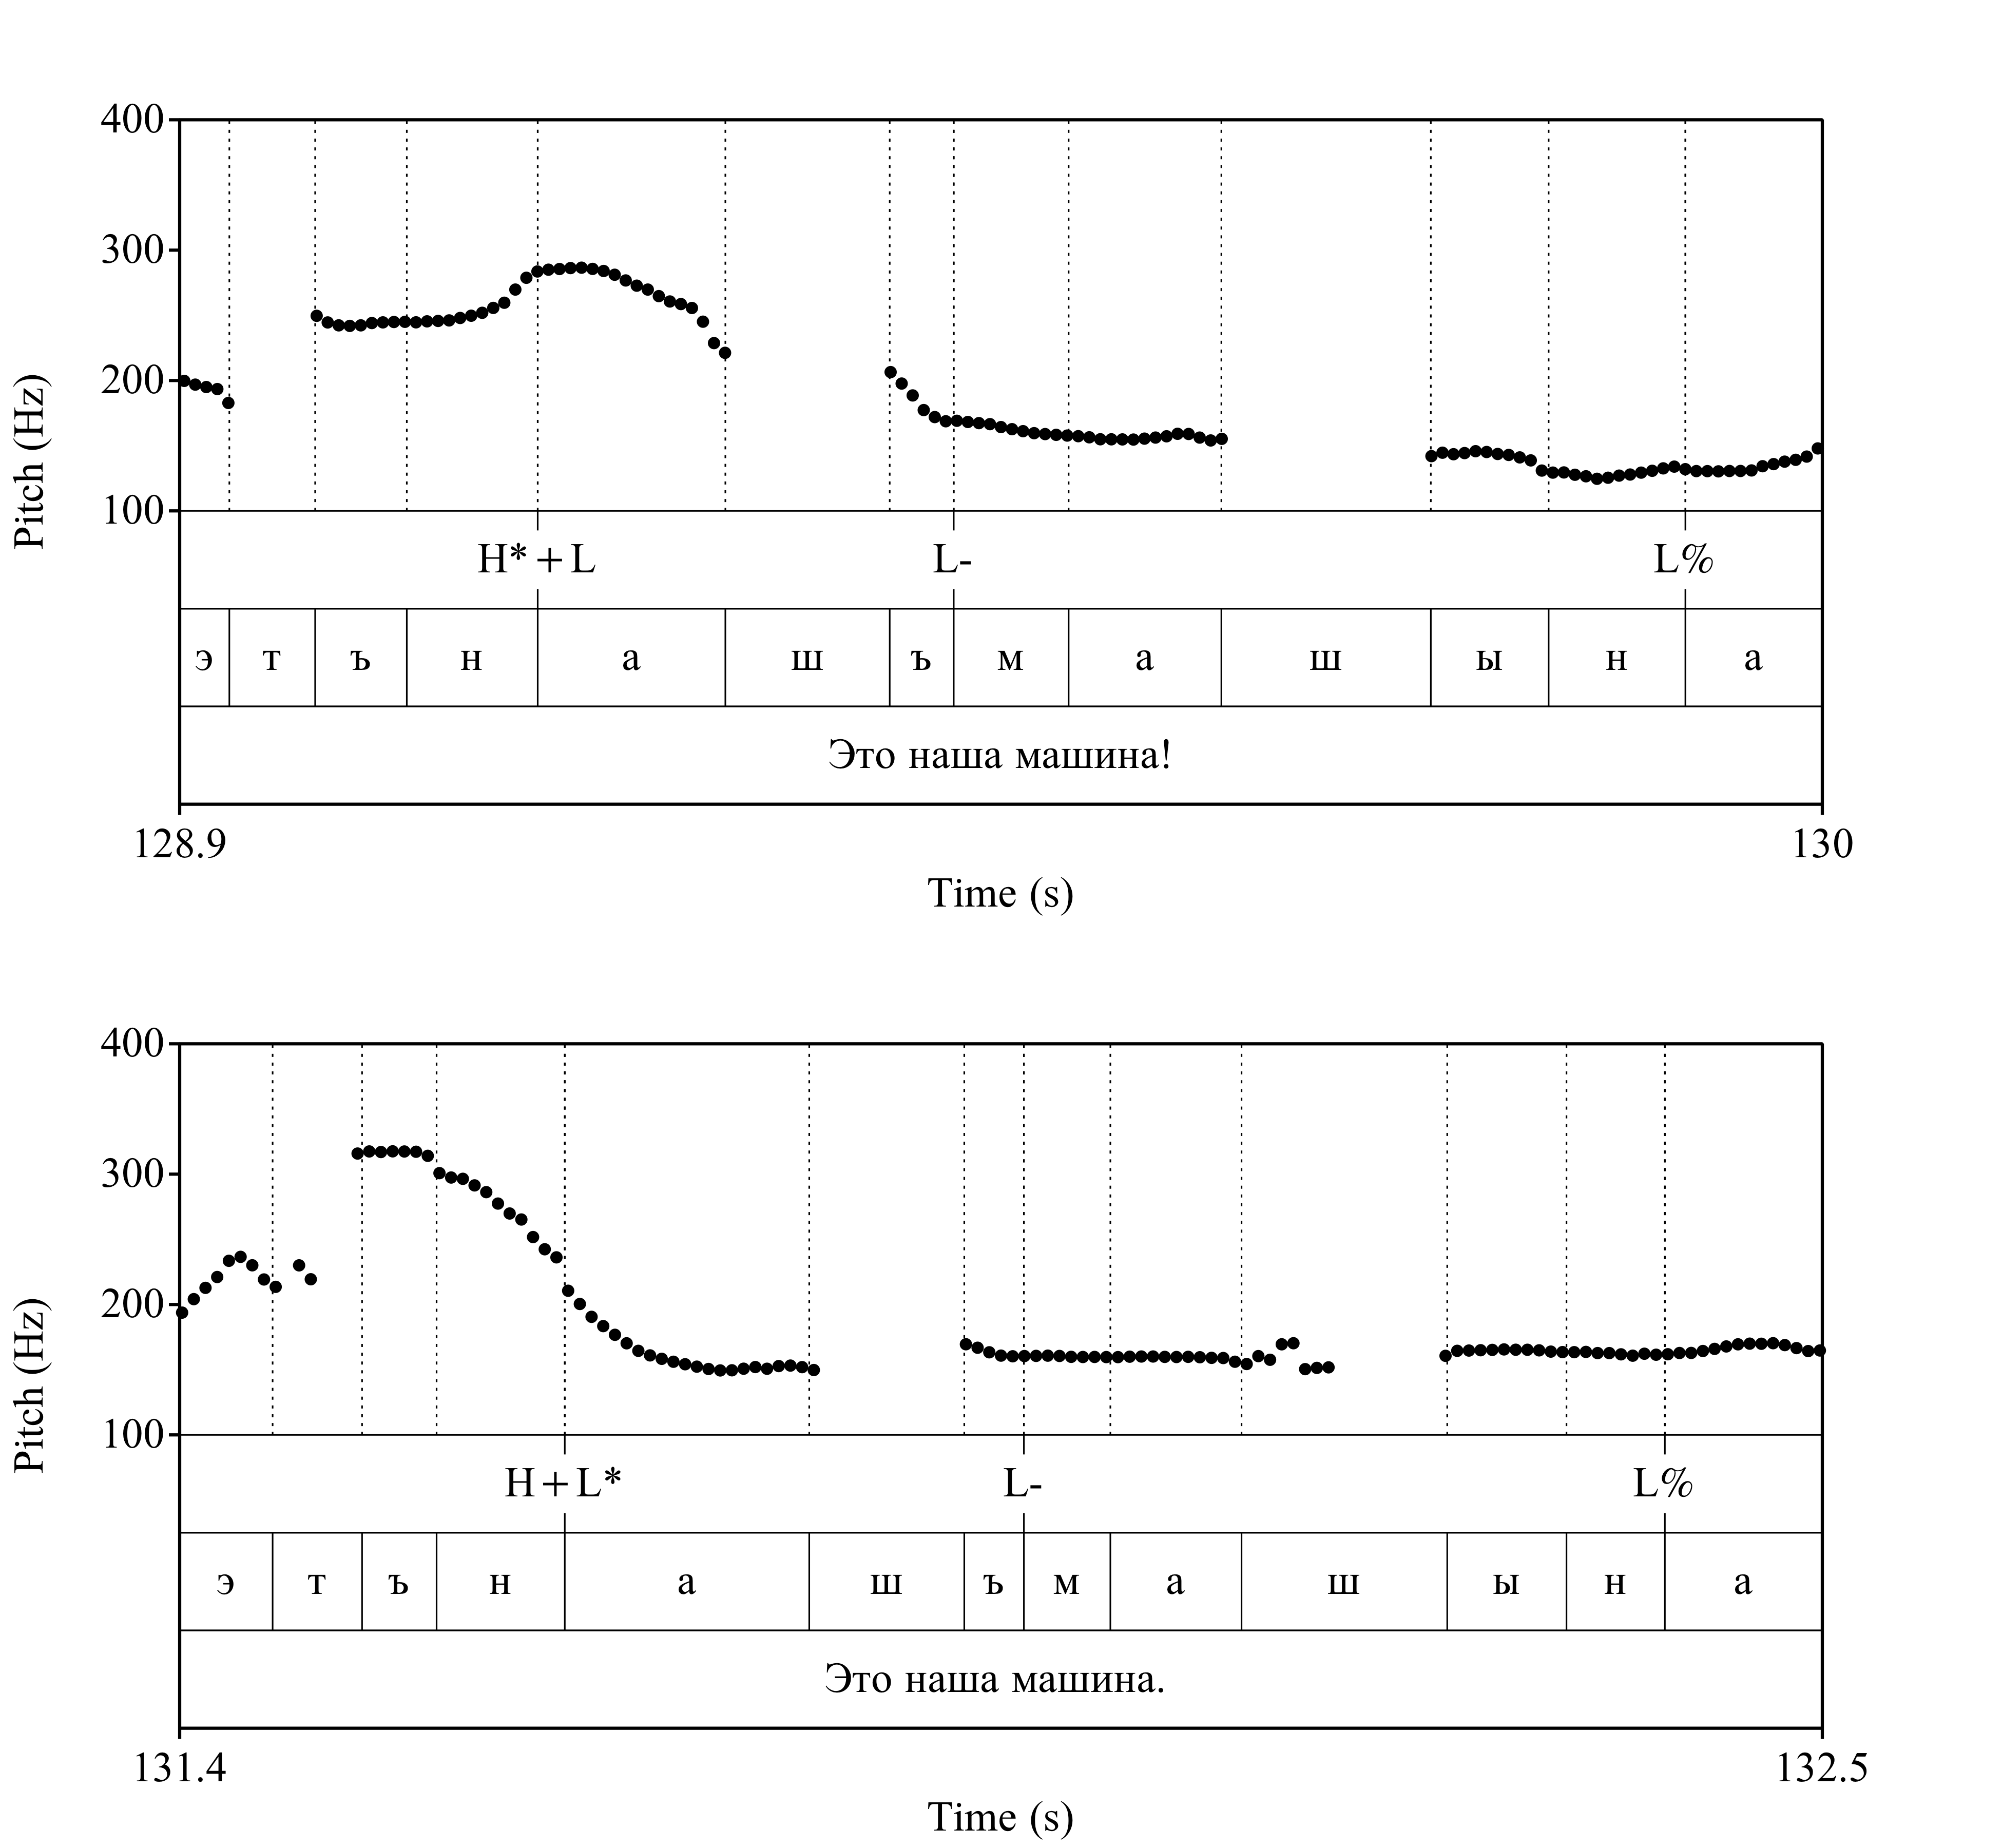 400
300
200
100
Pitch (Hz)
H*+L L- L%
э т ъ н а ш ъ м а ш ы н а
Это наша машина!
128.9 130
Time (s)
400
300
200
100
Pitch (Hz)
H+L* L- L%
э т ъ н а ш ъ м а ш ы н а
Это наша машина.
131.4 132.5
Time (s)